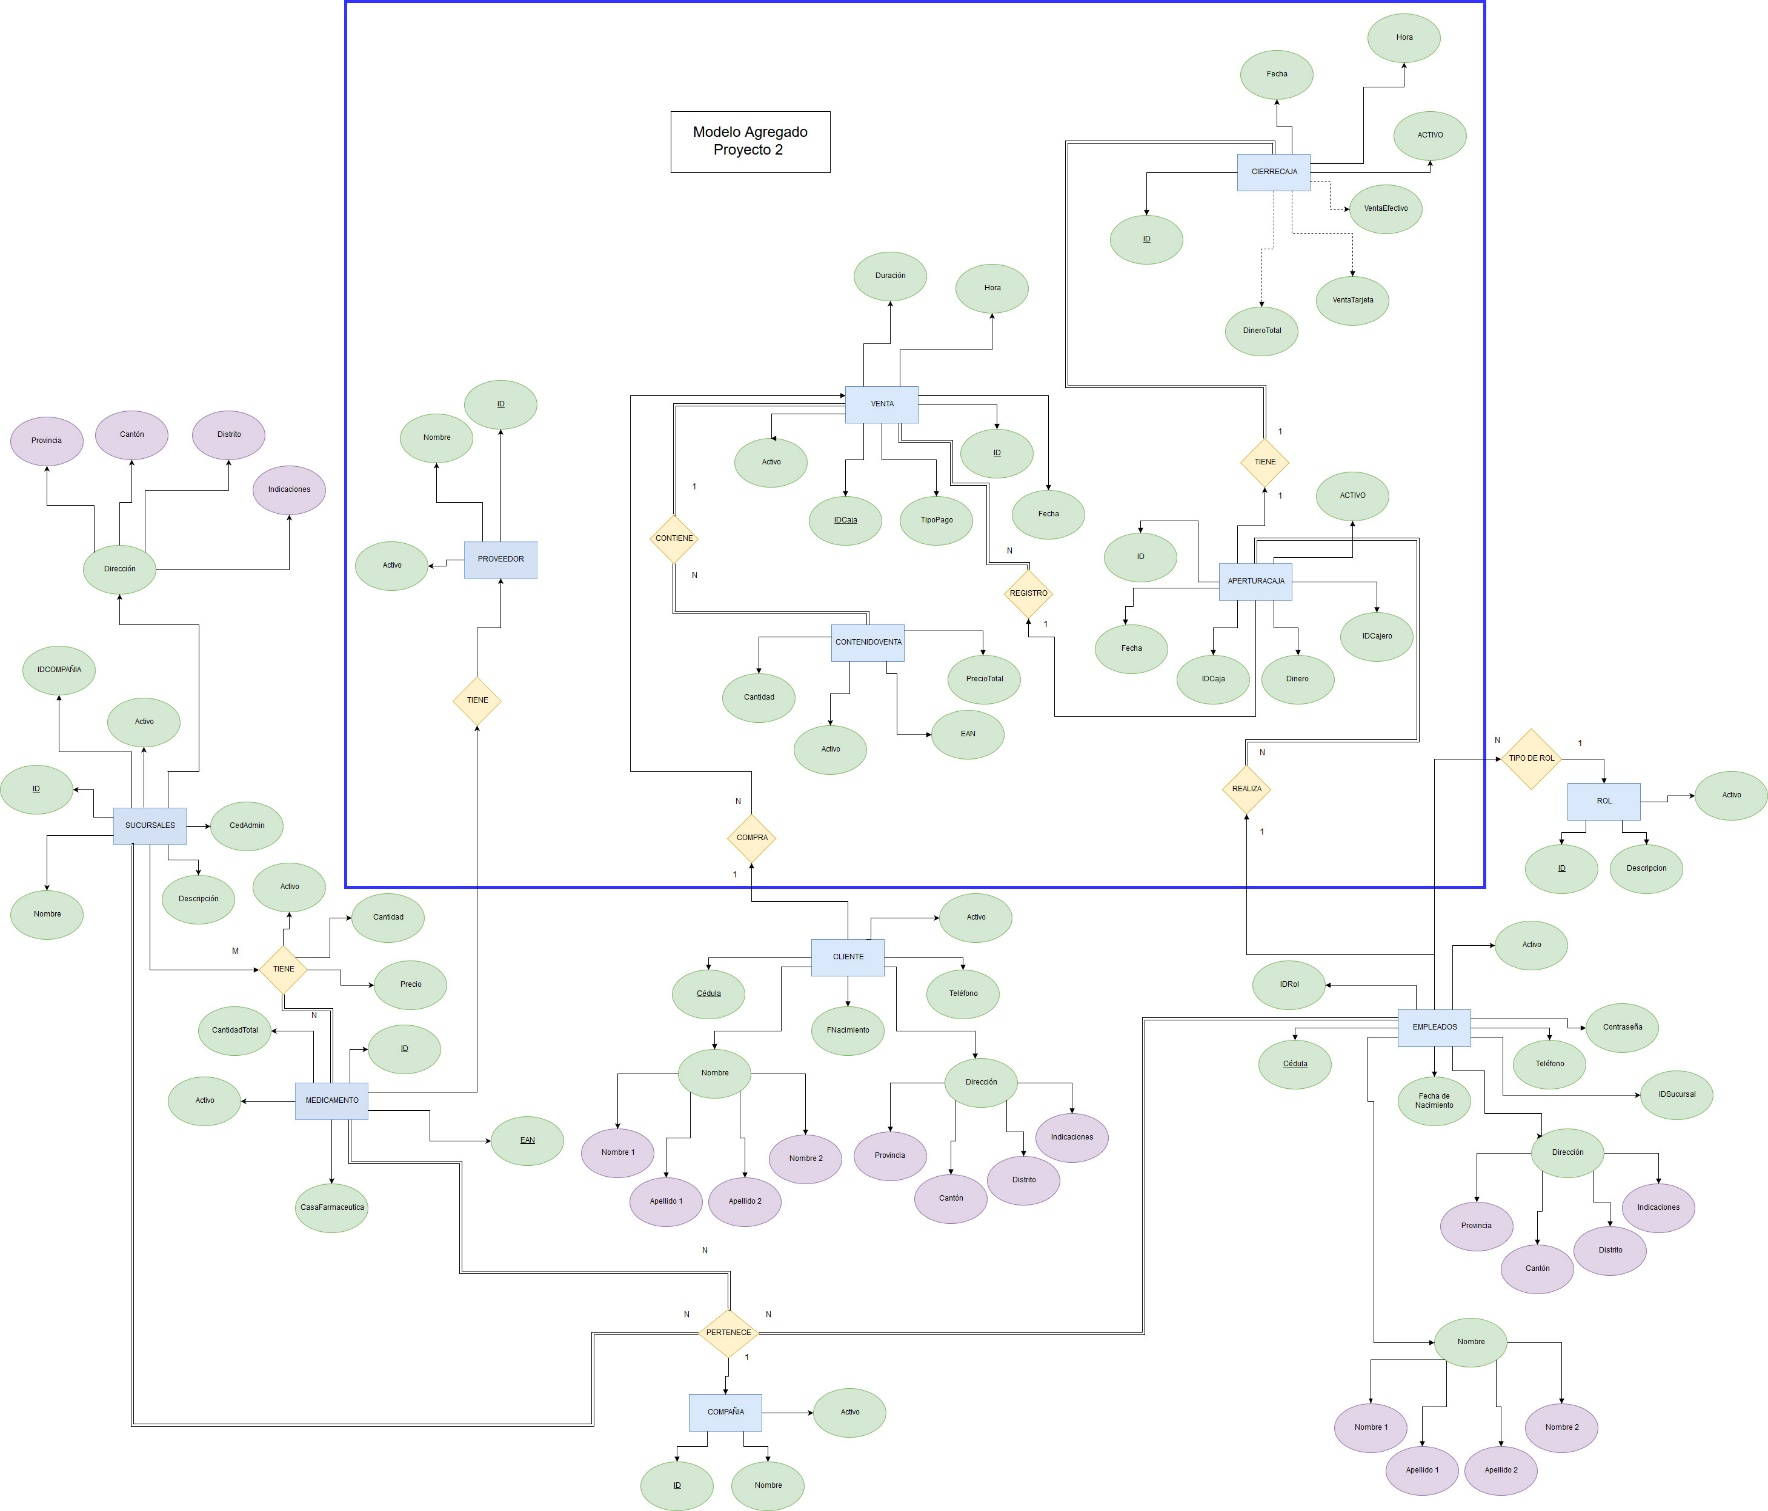 Hora
Fecha
Modelo Agregado
Proyecto 2
ACTIVO
CIERRECAJA
VentaEfectivo
ID
Duración
Hora
VentaTarjeta
DineroTotal
ID
VENTA
Provincia
Cantón
Distrito
Nombre
1
ID
Activo
TIENE
Indicaciones
1
1
ACTIVO
IDCaja
TipoPago
Fecha
CONTIENE
N
ID
PROVEEDOR
Activo
Dirección
N
APERTURACAJA
REGISTRO
1
IDCajero
CONTENIDOVENTA
Fecha
IDCOMPAÑIA
PrecioTotal
IDCaja
Dinero
Cantidad
TIENE
Activo
EAN
Activo
N
1
N
TIPO DE ROL
ID
REALIZA
Activo
ROL
N
SUCURSALES
CedAdmin
1
COMPRA
ID
Descripcion
1
Activo
Descripción
Nombre
Cantidad
Activo
Activo
M
CLIENTE
TIENE
Precio
Cédula
Teléfono
IDRol
N
CantidadTotal
FNacimiento
EMPLEADOS
Contraseña
ID
Cédula
Teléfono
Nombre
Dirección
Activo
MEDICAMENTO
Fecha de
Nacimiento
IDSucursal
EAN
Indicaciones
Nombre 1
Provincia
Nombre 2
Dirección
Distrito
Apellido 1
Apellido 2
Cantón
CasaFarmaceutica
Indicaciones
Provincia
N
Distrito
Cantón
N
N
PERTENECE
Nombre
1
COMPAÑIA
Activo
Nombre 1
Nombre 2
Apellido 1
Apellido 2
ID
Nombre